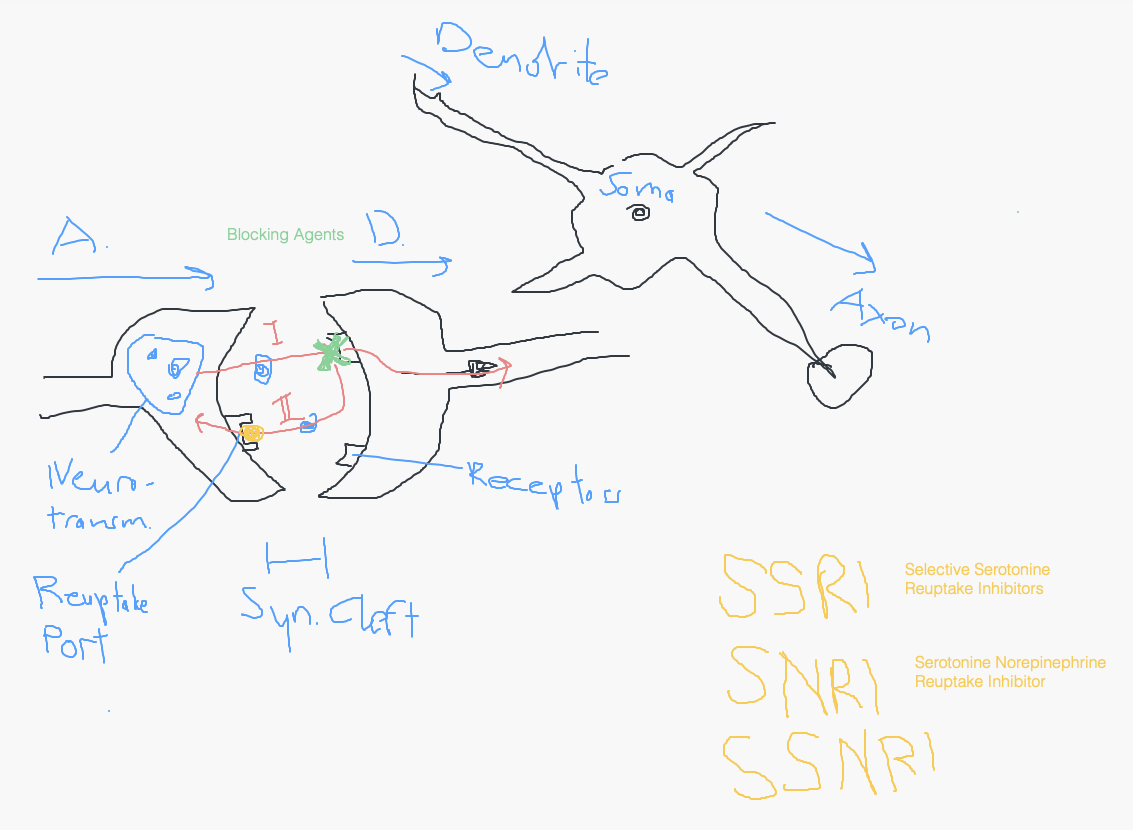 Dendrite
Soma
A.
Blocking Agents
D.
Axon
I
II
Neuro-
transm.
Receptors
Reuptake
Port
Syn. Cleft
SSRI
Selective Serotonine
Reuptake Inhibitors
SNRI
Serotonine Norepinephrine
Reuptake Inhibitor
SSNRI